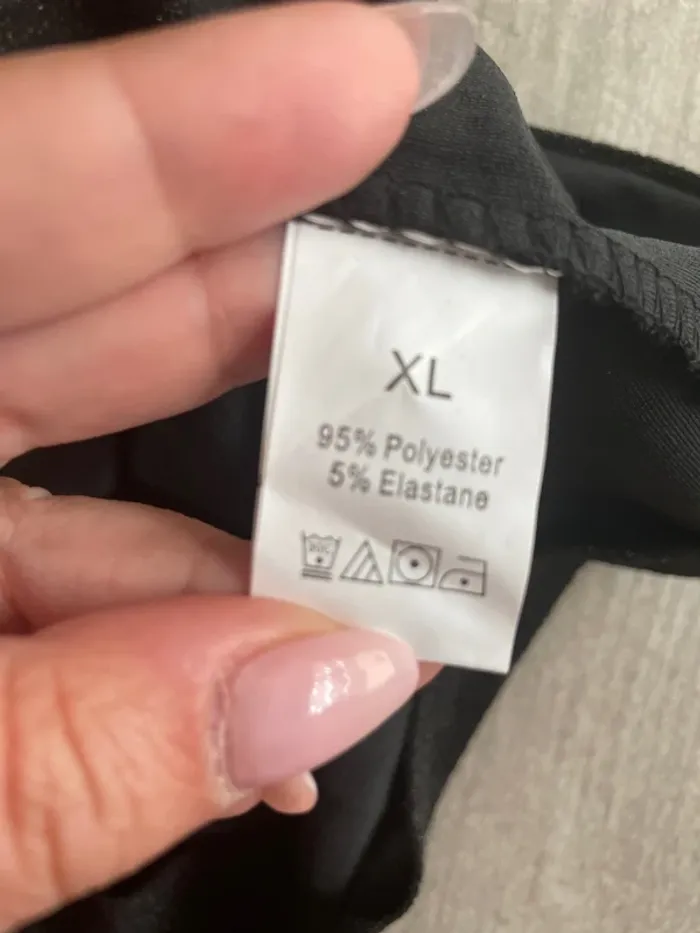 XL
95% Polyester
5% Elastane